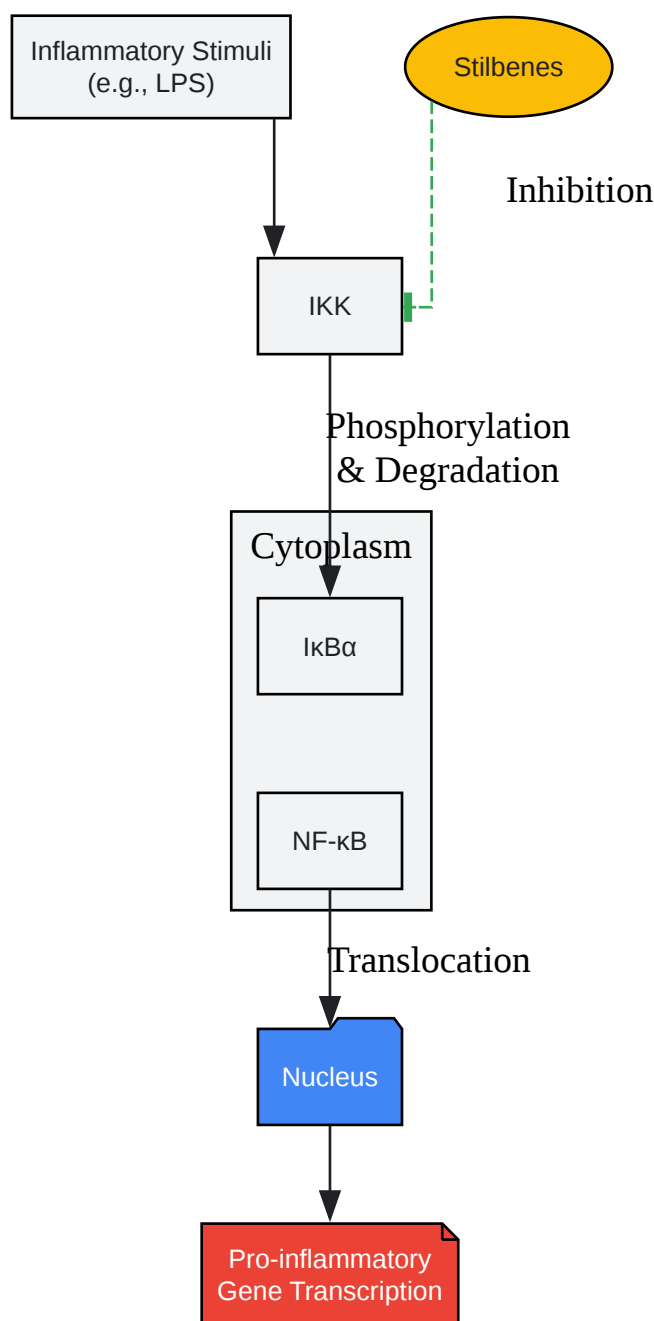 Inflammatory Stimuli
(e.g., LPS)
Stilbenes
Inhibition
IKK
Phosphorylation
& Degradation
Cytoplasm
IκBα
NF-κB
Translocation
Nucleus
Pro-inflammatory
Gene Transcription